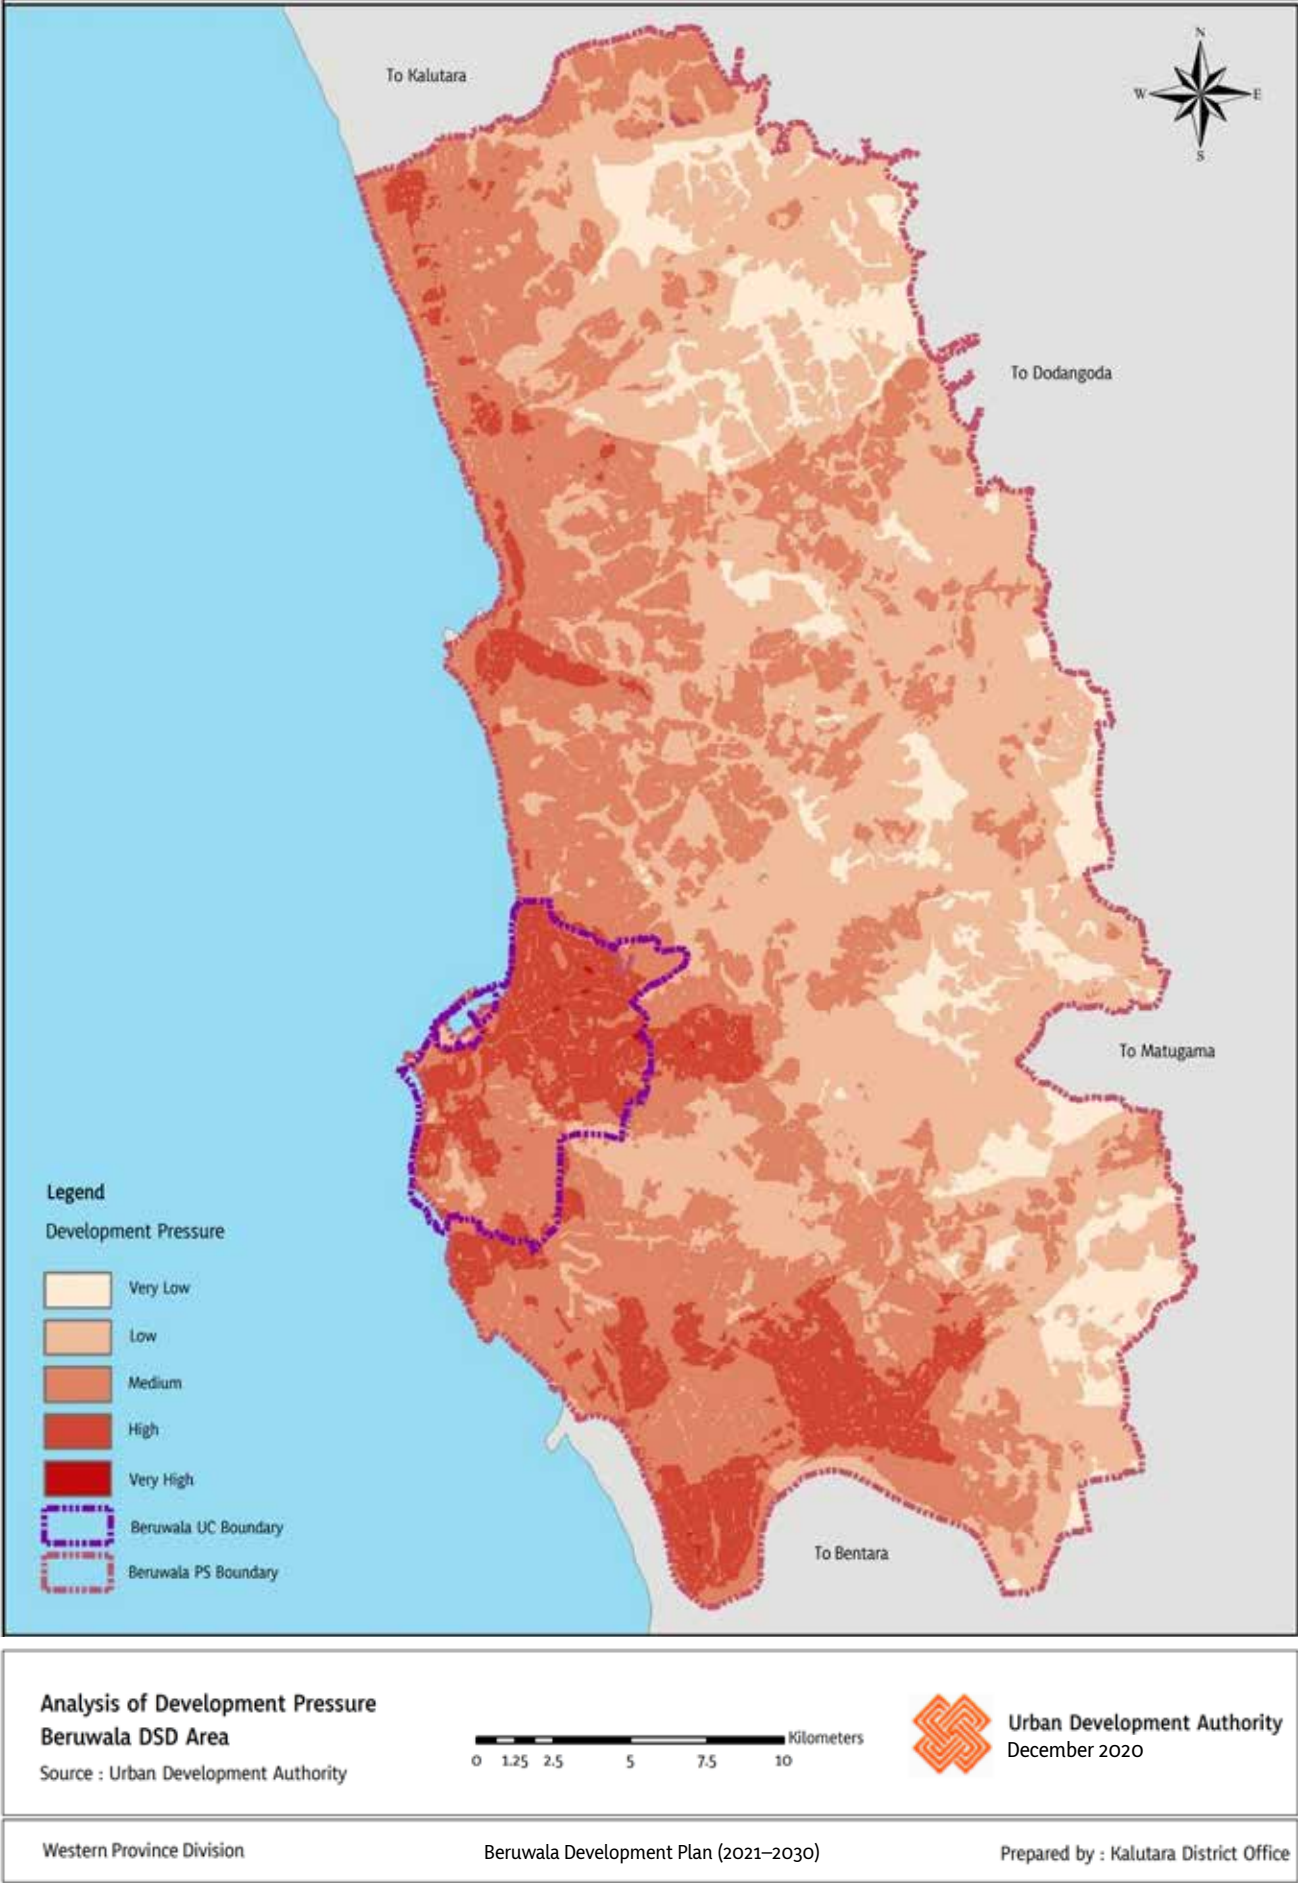 To Kalutara
N
W
E
S
To Dodangoda
To Matugama
Legend
Development Pressure
Very Low
Low
Medium
High
Very High
Beruwala UC Boundary
Beruwala PS Boundary
To Bentara
Analysis of Development Pressure
Beruwala DSD Area
Source : Urban Development Authority
Kilometers
0 1.25 2.5 5 7.5 10
Urban Development Authority
December 2020
Western Province Division
Beruwala Development Plan (2021–2030)
Prepared by : Kalutara District Office